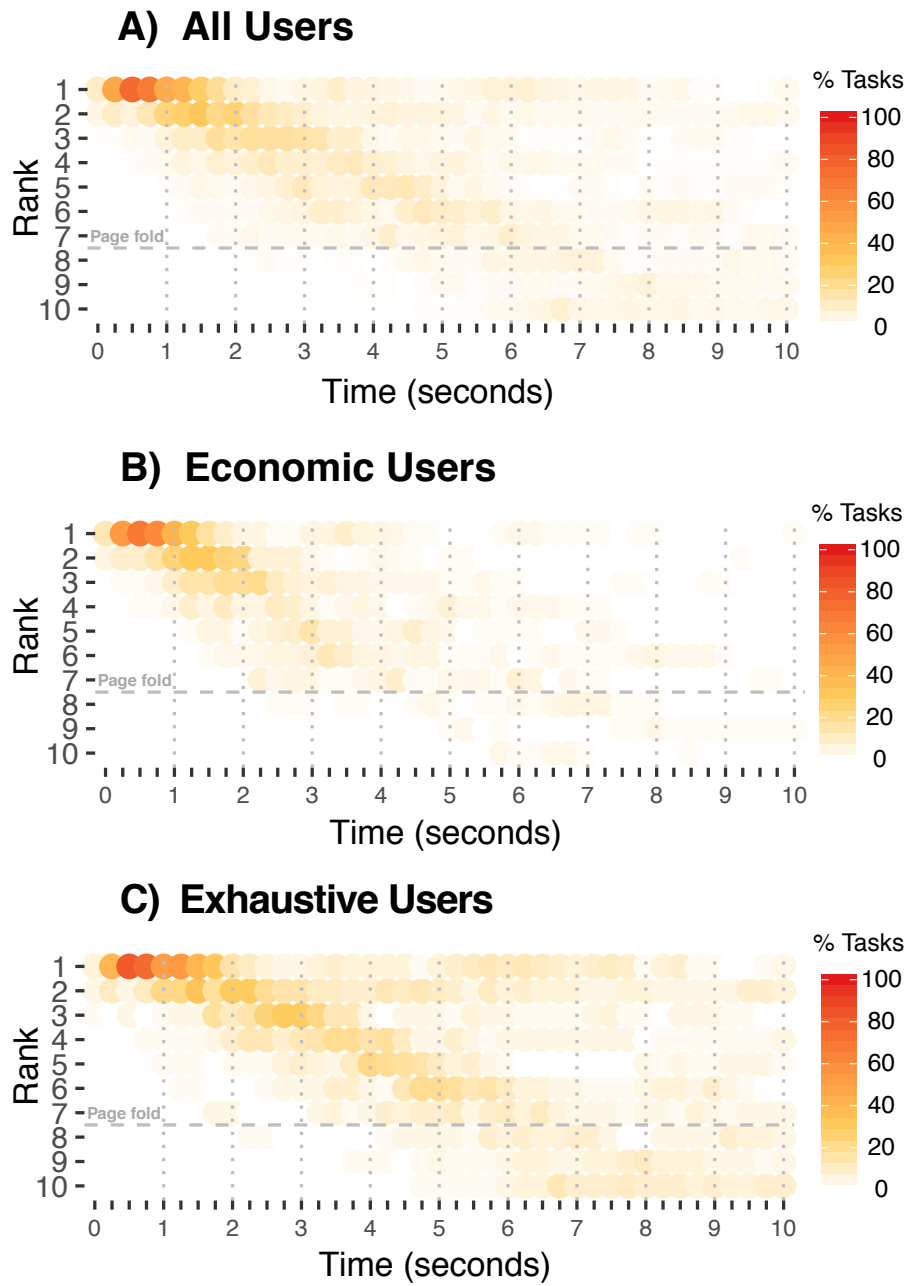 A) All Users
Rank
1
2
3
4
5
6
7
8
9
10
Page fold
0 1 2 3 4 5 6 7 8 9 10
Time (seconds)
% Tasks
100
80
60
40
20
0
B) Economic Users
Rank
1
2
3
4
5
6
7
8
9
10
Page fold
0 1 2 3 4 5 6 7 8 9 10
Time (seconds)
% Tasks
100
80
60
40
20
0
C) Exhaustive Users
Rank
1
2
3
4
5
6
7
8
9
10
Page fold
0 1 2 3 4 5 6 7 8 9 10
Time (seconds)
% Tasks
100
80
60
40
20
0